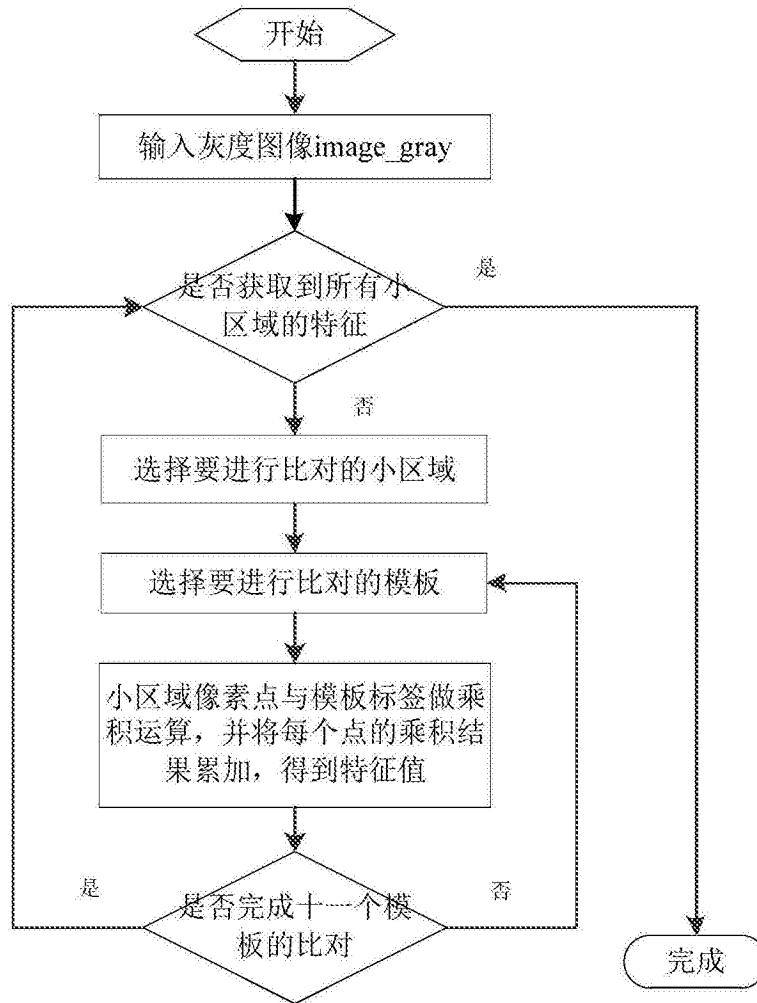 开始
输入灰度图像image_gray
是否获取到所有小
区域的特征
是
否
选择要进行比对的小区域
选择要进行比对的模板
小区域像素点与模板标签做乘
积运算，并将每个点的乘积结
果累加，得到特征值
是
是否完成十一个模
板的比对
否
完成